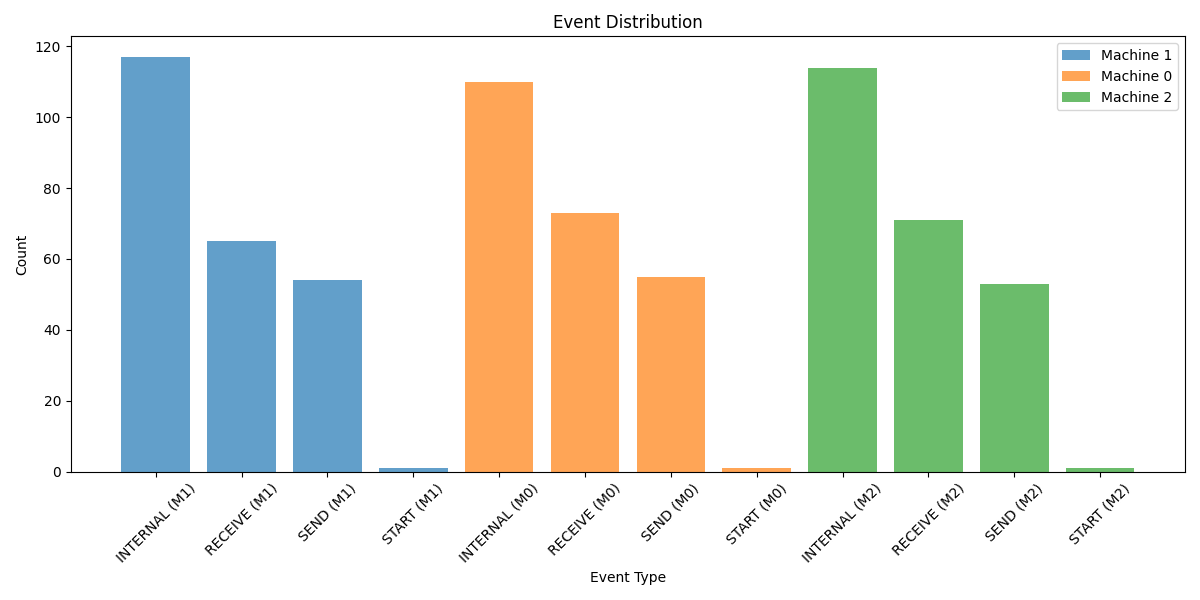 Event Distribution
Machine 1
Machine 0
Machine 2
Count
120
100
80
60
40
20
0
INTERNAL (M1)
RECEIVE (M1)
SEND (M1)
START (M1)
INTERNAL (M0)
RECEIVE (M0)
SEND (M0)
START (M0)
INTERNAL (M2)
RECEIVE (M2)
SEND (M2)
START (M2)
Event Type